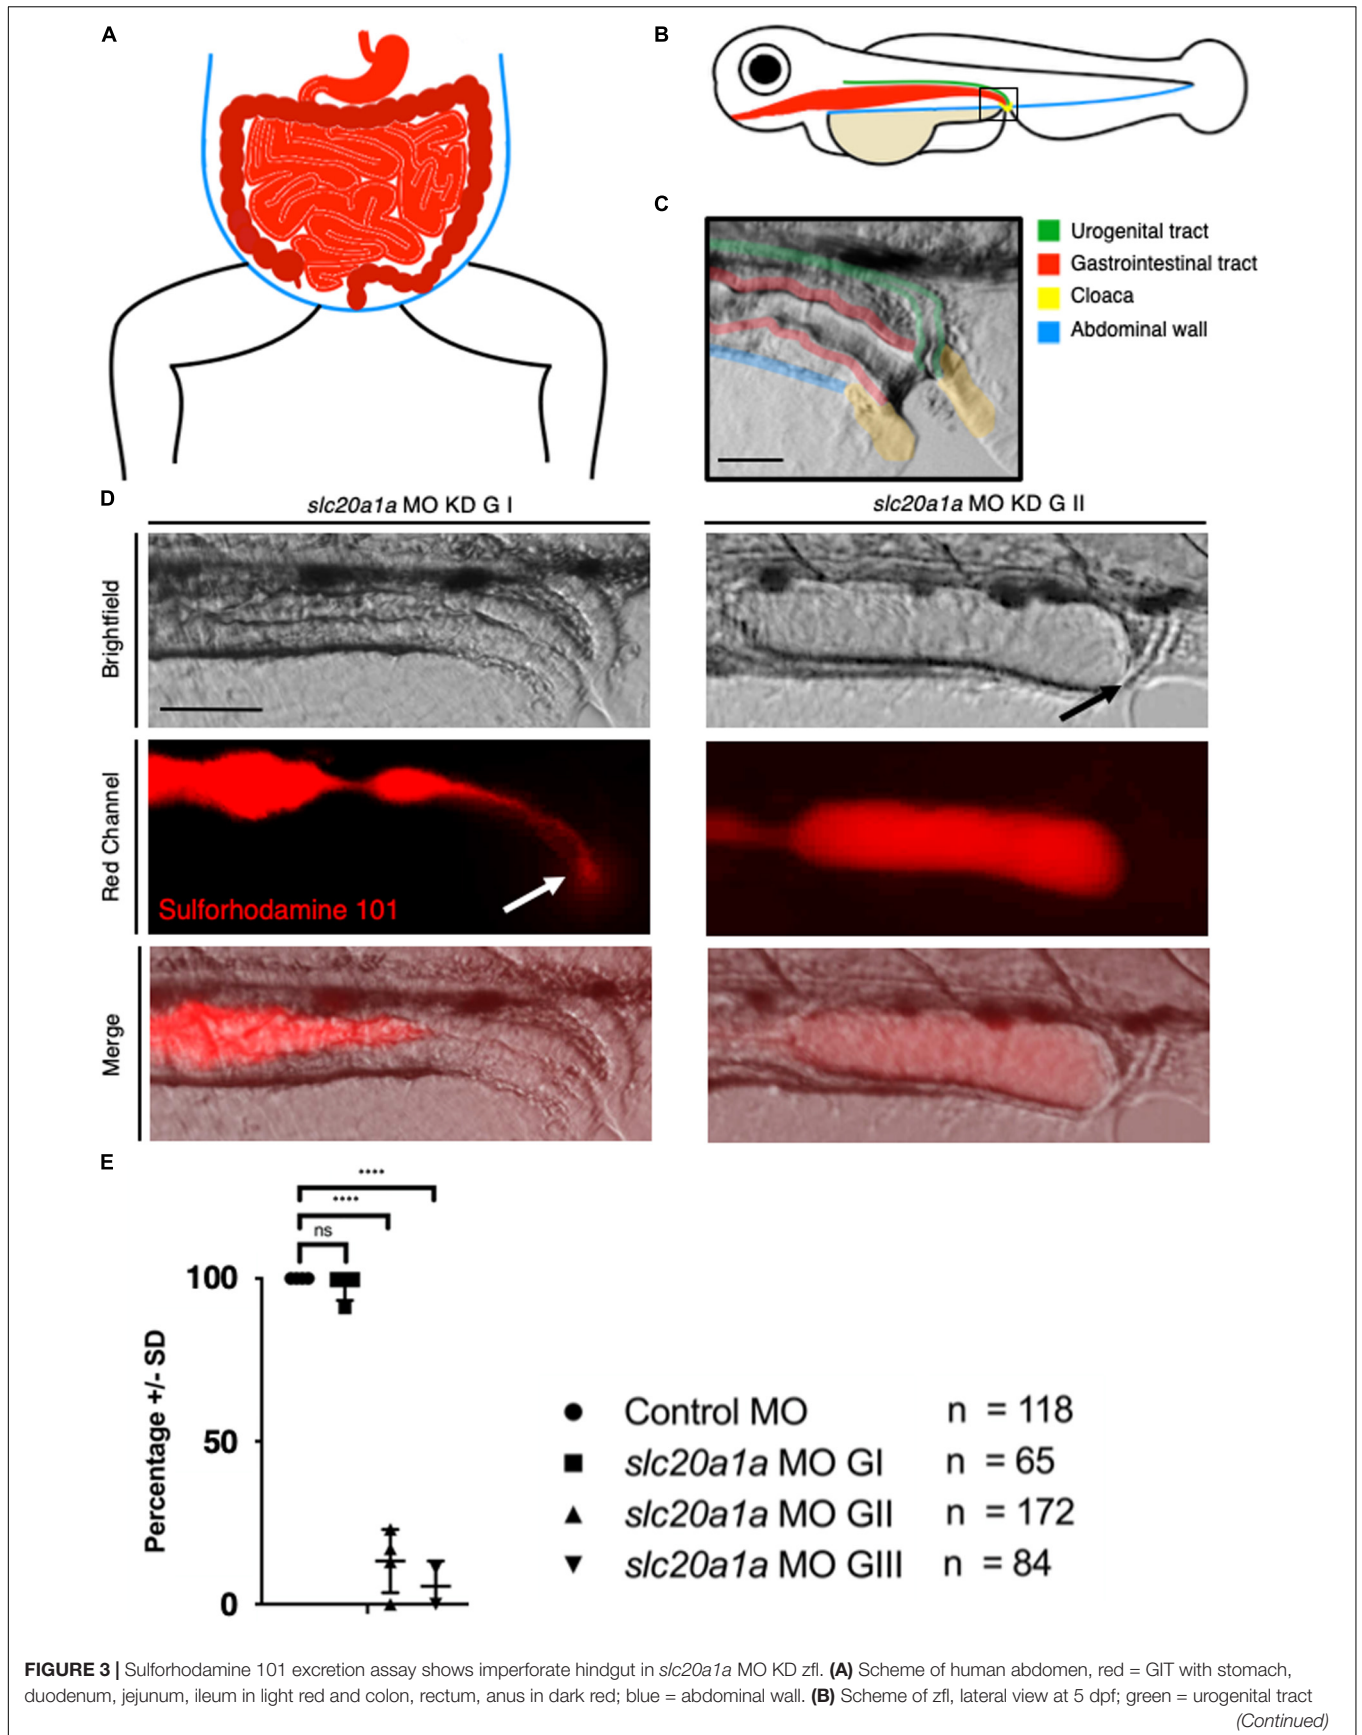 A
B
C
Urogenital tract
Gastrointestinal tract
Cloaca
Abdominal wall
D
slc20a1a MO KD G I
slc20a1a MO KD G II
Brightfield
Red Channel
Sulforhodamine 101
Merge
E
****
****
ns
100
50
0
Percentage +/- SD
Control MO n = 118
slc20a1a MO GI n = 65
slc20a1a MO GII n = 172
slc20a1a MO GIII n = 84
FIGURE 3 | Sulforhodamine 101 excretion assay shows imperforate hindgut in slc20a1a MO KD zfl. (A) Scheme of human abdomen, red = GIT with stomach,
duodenum, jejunum, ileum in light red and colon, rectum, anus in dark red; blue = abdominal wall. (B) Scheme of zfl, lateral view at 5 dpf; green = urogenital tract
(Continued)